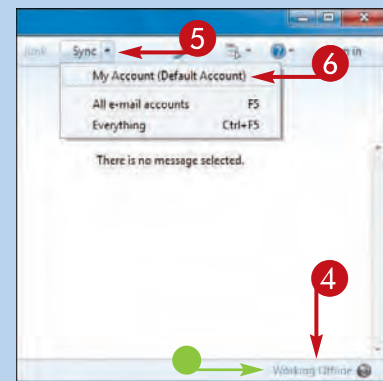 Junk Sync 5 in
My Account (Default Account) 6
All e-mail accounts F5
Everything Ctrl+F5
There is no message selected.
4
Working Offline